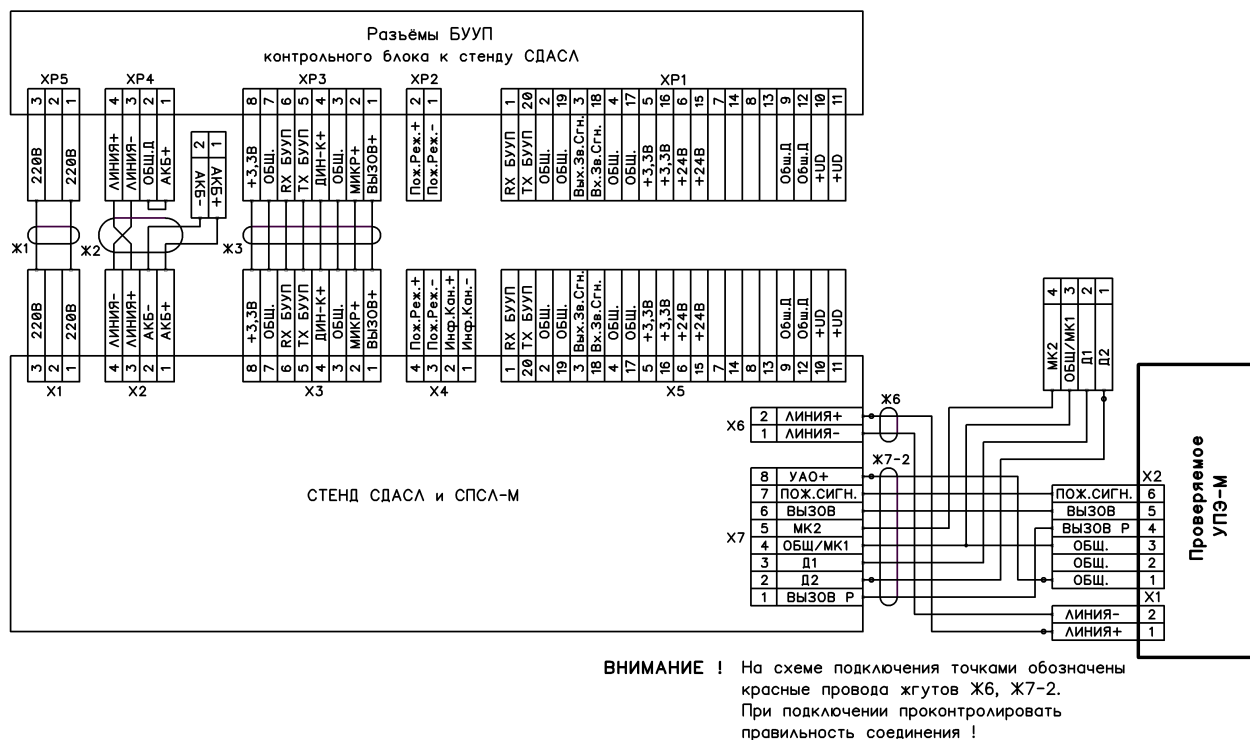 Разъёмы БУУП
контрольного блока к стенду СДАСЛ
XP5
XP4
XP3
XP2
XP1
3
2
1
4
3
2
1
8
7
6
5
4
3
2
1
2
1
1
20
2
19
3
18
4
17
5
16
6
15
7
14
8
13
9
12
10
11
220В
220В
ЛИНИЯ+
ЛИНИЯ-
ОБЩ.Д
АКБ+
2
1
АКБ-
АКБ+
+3,3В
ОБЩ.
RX БУУП
TX БУУП
ДИН-К+
ОБЩ.
МИКР+
ВЫЗОВ+
Пож.Реж.+
Пож.Реж.-
RX БУУП
TX БУУП
ОБЩ.
ОБЩ.
Вых.Зв.Сгн.
Вх.Зв.Сгн.
ОБЩ.
ОБЩ.
+3,3В
+3,3В
+24В
+24В
Общ.Д
Общ.Д
+UD
+UD
Ж1
Ж2
Ж3
220В
220В
ЛИНИЯ-
ЛИНИЯ+
АКБ-
АКБ+
+3,3В
ОБЩ.
RX БУУП
TX БУУП
ДИН-К+
ОБЩ.
МИКР+
ВЫЗОВ+
Пож.Реж.+
Пож.Реж.-
Инф.Кан.+
Инф.Кан.-
RX БУУП
TX БУУП
ОБЩ.
ОБЩ.
Вых.Зв.Сгн.
Вх.Зв.Сгн.
ОБЩ.
ОБЩ.
+3,3В
+3,3В
+24В
+24В
Общ.Д
Общ.Д
+UD
+UD
3
2
1
4
3
2
1
8
7
6
5
4
3
2
1
4
3
2
1
1
20
2
19
3
18
4
17
5
16
6
15
7
14
8
13
9
12
10
11
X1
X2
X3
X4
X5
4
3
2
1
МК2
ОБЩ/МК1
Д1
Д2
X6
2 ЛИНИЯ+
1 ЛИНИЯ-
Ж6
Ж7-2
СТЕНД СДАСЛ и СПСЛ-М
X7
8 УАО+
7 ПОЖ.СИГН.
6 ВЫЗОВ
5 МК2
4 ОБЩ/МК1
3 Д1
2 Д2
1 ВЫЗОВ Р
X2
ПОЖ.СИГН. 6
ВЫЗОВ 5
ВЫЗОВ Р 4
ОБЩ. 3
ОБЩ. 2
ОБЩ. 1
X1
ЛИНИЯ- 2
ЛИНИЯ+ 1
Проверяемое
УПЭ-М
ВНИМАНИЕ ! На схеме подключения точками обозначены
красные провода жгутов Ж6, Ж7-2.
При подключении проконтролировать
правильность соединения !